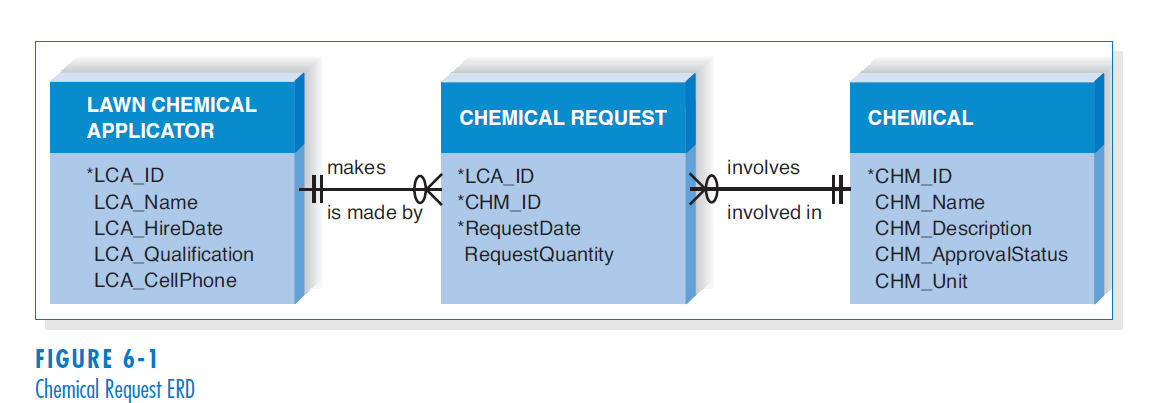 LAWN CHEMICAL
APPLICATOR
*LCA_ID
LCA_Name
LCA_HireDate
LCA_Qualification
LCA_CellPhone
makes
is made by
CHEMICAL REQUEST
*LCA_ID
*CHM_ID
*RequestDate
RequestQuantity
involves
involved in
CHEMICAL
*CHM_ID
CHM_Name
CHM_Description
CHM_ApprovalStatus
CHM_Unit
FIGURE 6-1
Chemical Request ERD